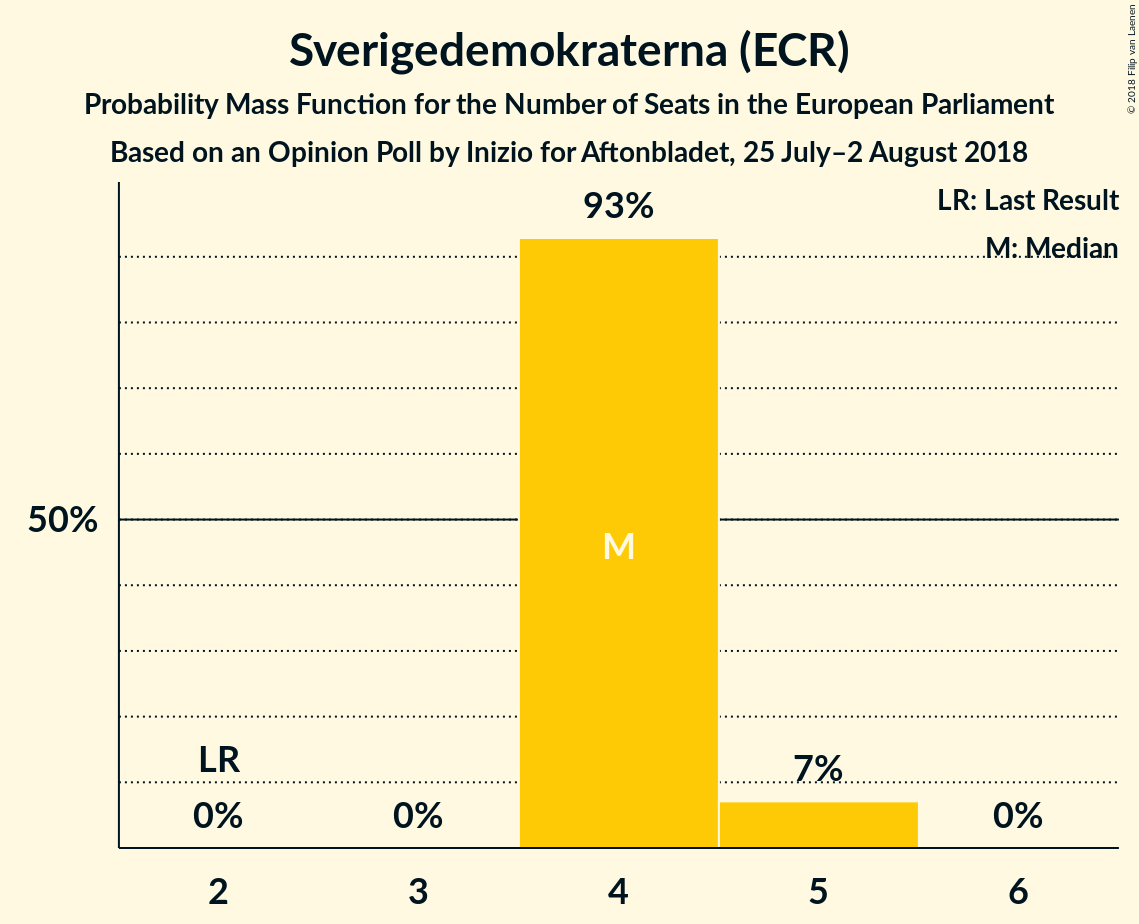 Sverigedemokraterna (ECR)
Probability Mass Function for the Number of Seats in the European Parliament
Based on an Opinion Poll by Inizio for Aftonbladet, 25 July–2 August 2018
© 2018 Filip van Laenen
LR: Last Result
M: Median
93%
50%
M
LR
7%
0%
0%
0%
2
3
4
5
6